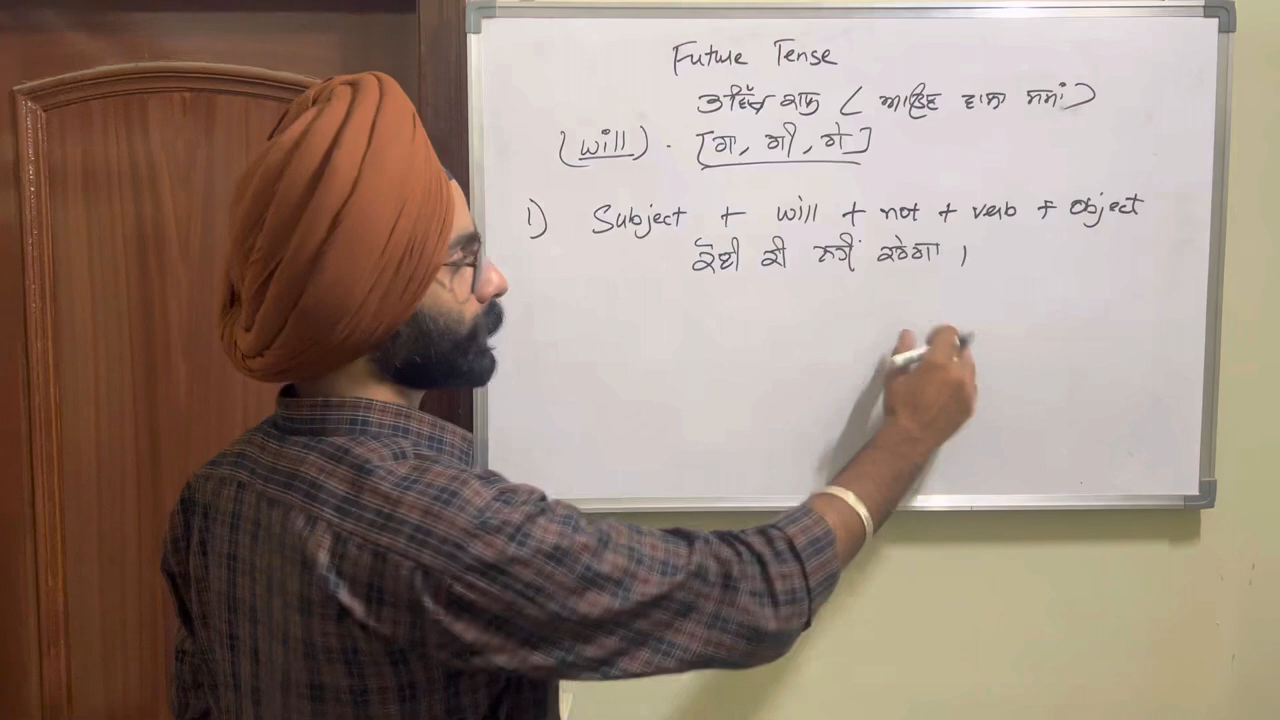 Future Tense
ਭਵਿੱਖ ਕਾਲ ( ਆਉਣ ਵਾਲਾ ਸਮਾਂ )
(will) . [ਗਾ, ਗੀ, ਗੇ]
1) Subject + will + not + verb + Object
ਕੋਈ ਕੀ ਨਹੀਂ ਕਰੇਗਾ ।